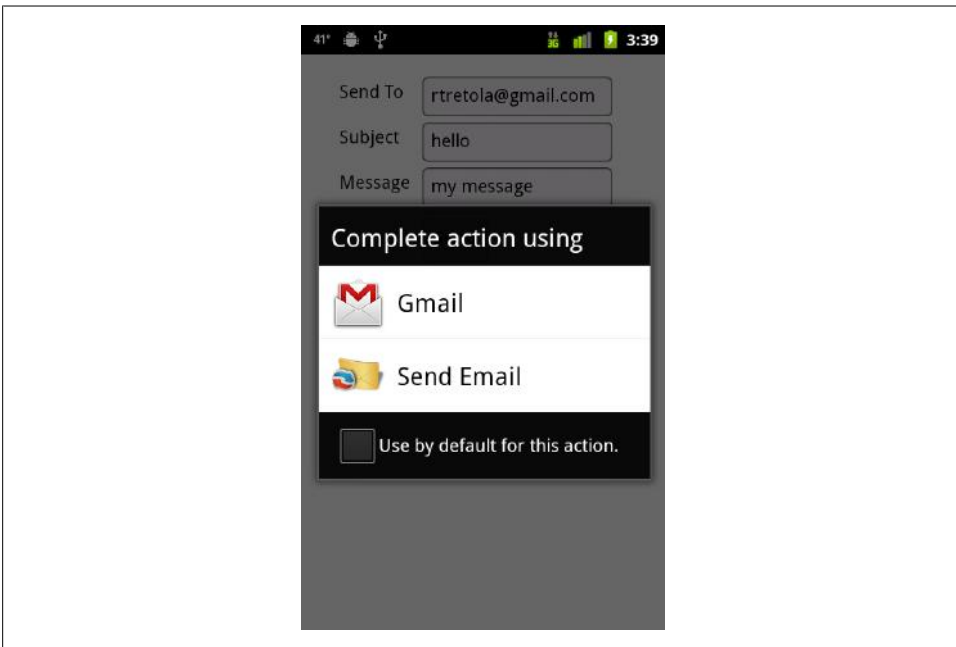 41° 3G 3:39
Send To rtretola@gmail.com
Subject hello
Message my message
Complete action using
Gmail
Send Email
Use by default for this action.